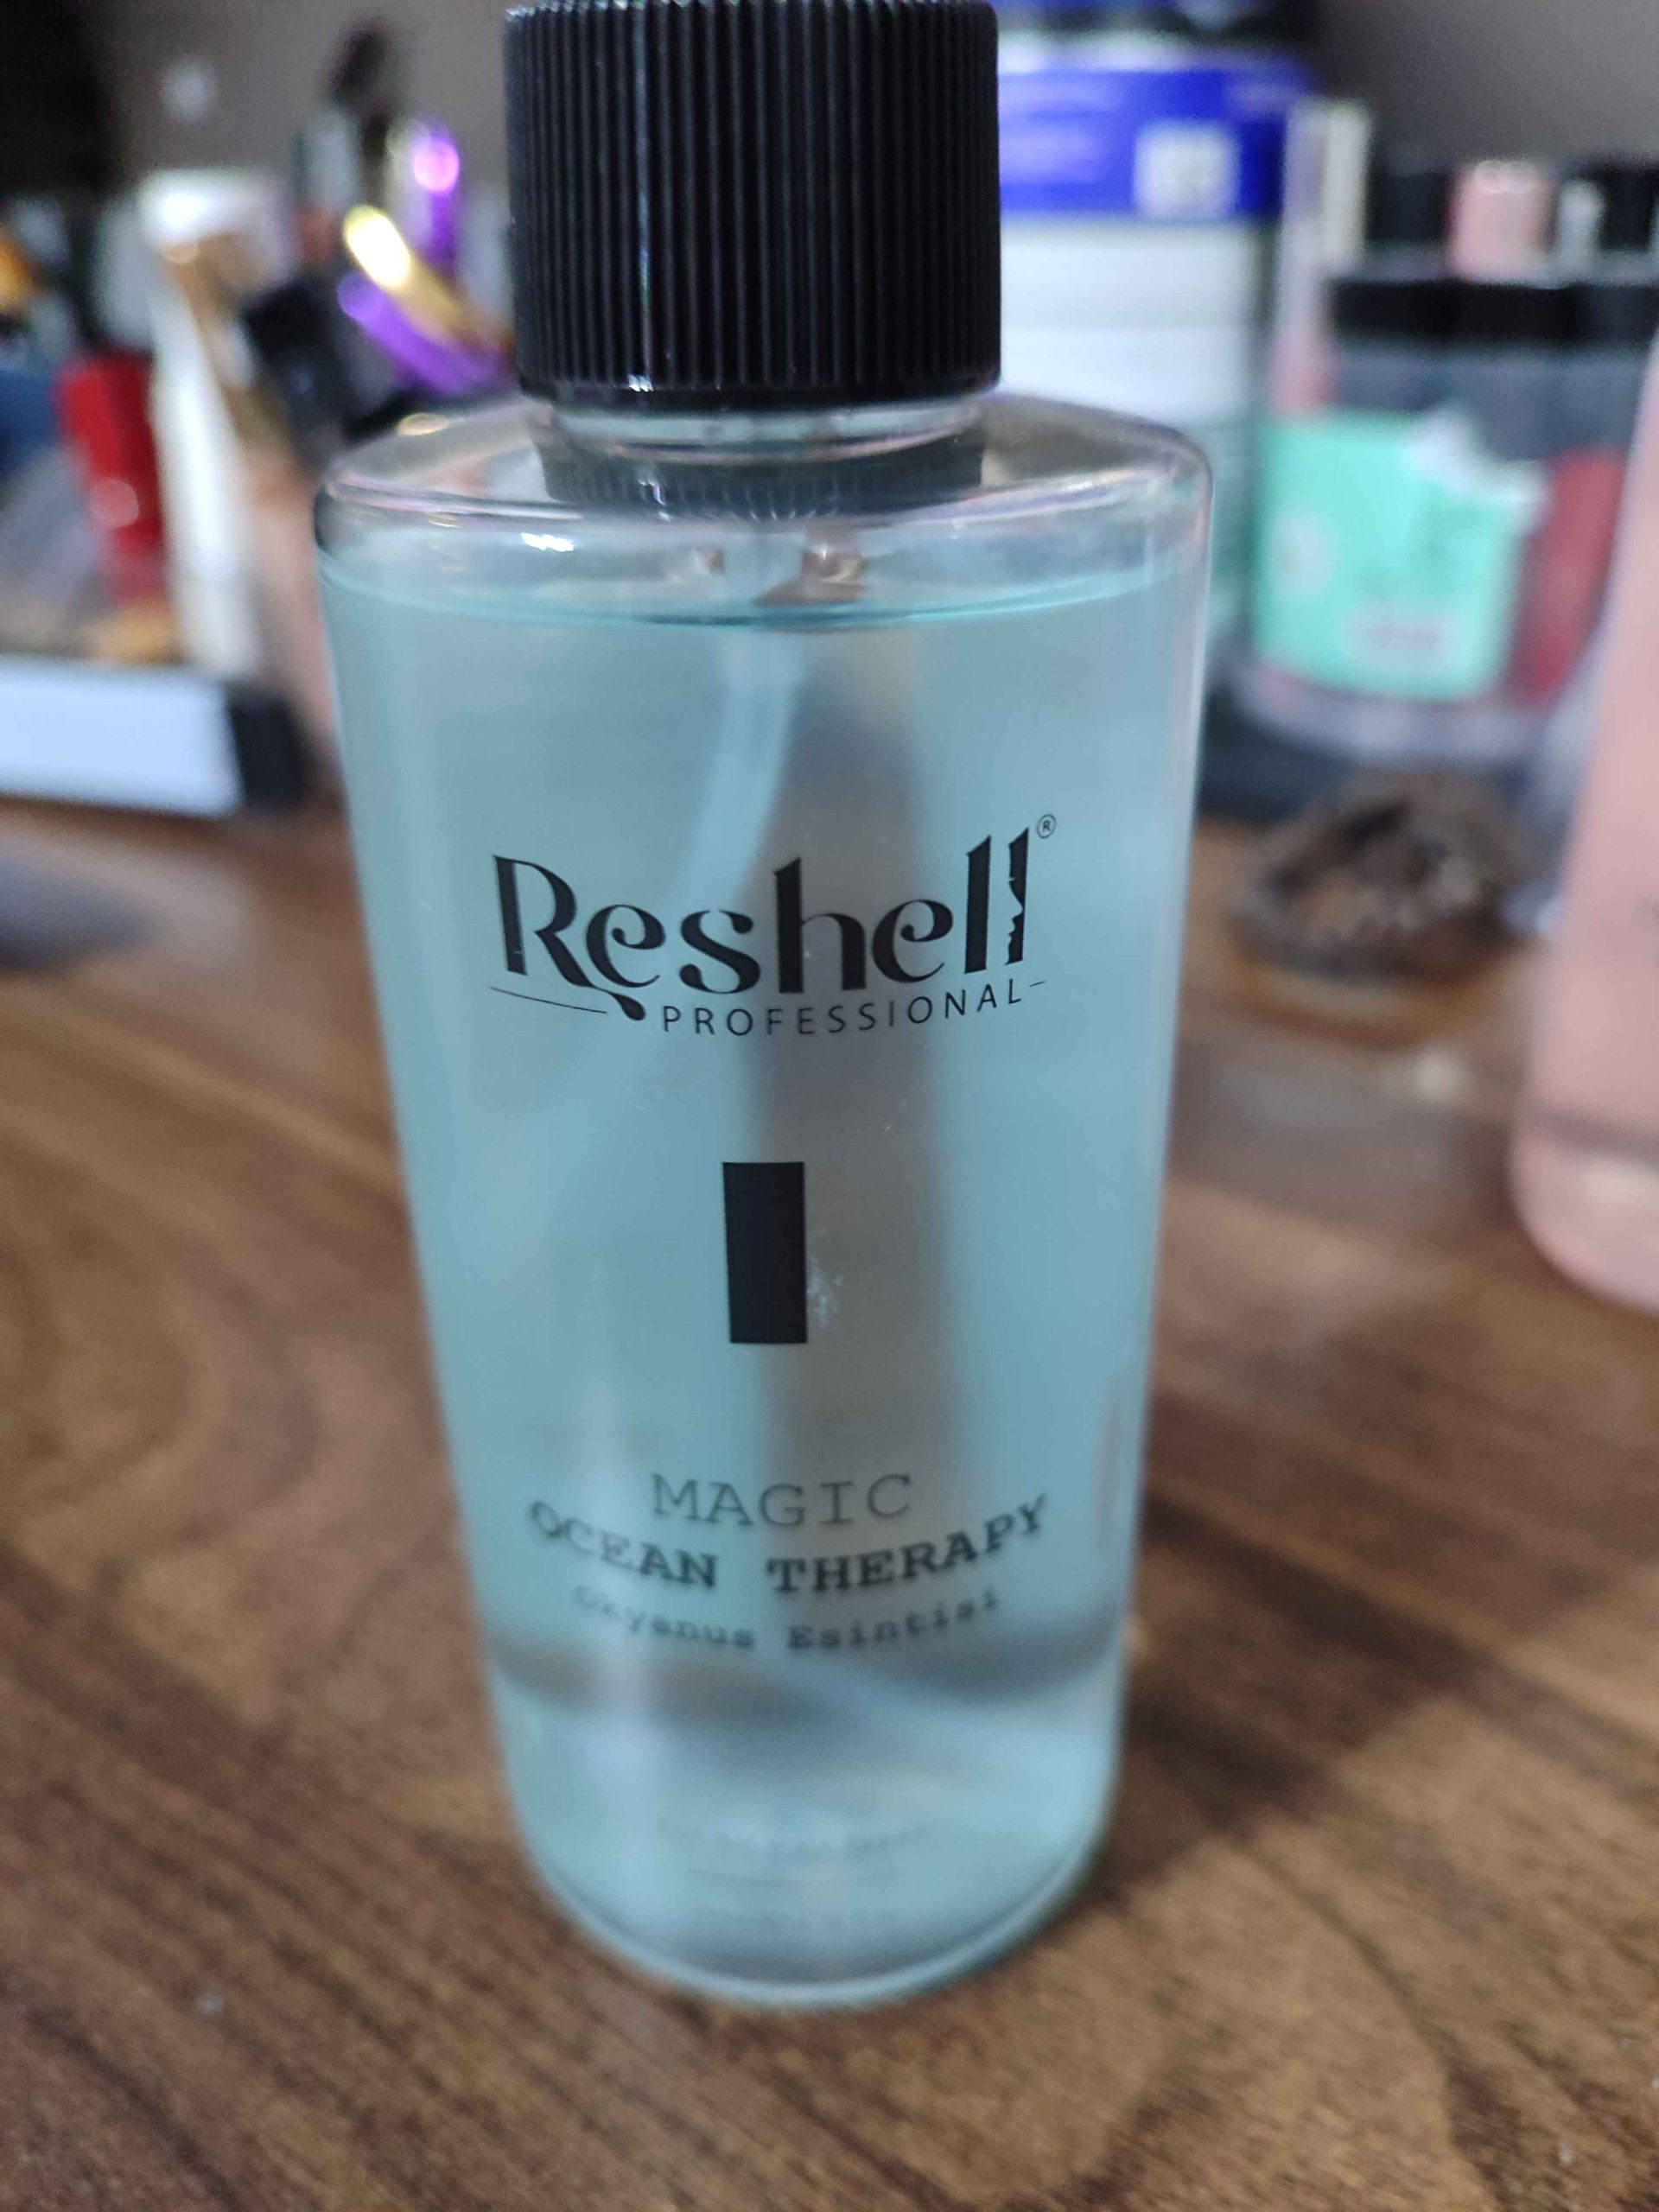 Reshell®
PROFESSIONAL
MAGIC
OCEAN THERAPY
Okyanus Esintisi